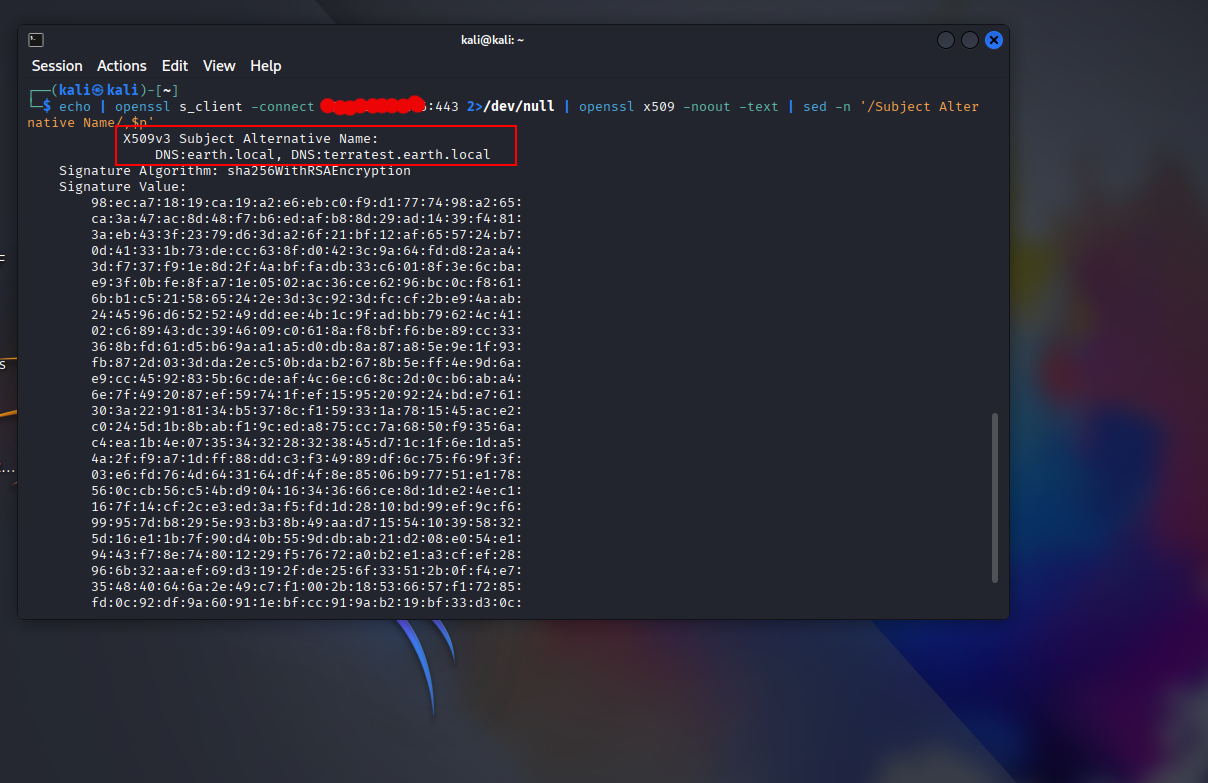 kali@kali: ~
Session Actions Edit View Help
┌──(kali㉿kali)-[~]
└─$ echo | openssl s_client -connect :443 2>/dev/null | openssl x509 -noout -text | sed -n '/Subject Alter
native Name/,$p'
X509v3 Subject Alternative Name:
DNS:earth.local, DNS:terratest.earth.local
Signature Algorithm: sha256WithRSAEncryption
Signature Value:
98:ec:a7:18:19:ca:19:a2:e6:eb:c0:f9:d1:77:74:98:a2:65:
ca:3a:47:ac:8d:48:f7:b6:ed:af:b8:8d:29:ad:14:39:f4:81:
3a:eb:43:3f:23:79:d6:3d:a2:6f:21:bf:12:af:65:57:24:b7:
0d:41:33:1b:73:de:cc:63:8f:d0:42:3c:9a:64:fd:d8:2a:a4:
3d:f7:37:f9:1e:8d:2f:4a:bf:fa:db:33:c6:01:8f:3e:6c:ba:
e9:3f:0b:fe:8f:a7:1e:05:02:ac:36:ce:62:96:bc:0c:f8:61:
6b:b1:c5:21:58:65:24:2e:3d:3c:92:3d:fc:cf:2b:e9:4a:ab:
24:45:96:d6:52:52:49:dd:ee:4b:1c:9f:ad:bb:79:62:4c:41:
02:c6:89:43:dc:39:46:09:c0:61:8a:f8:bf:f6:be:89:cc:33:
36:8b:fd:61:d5:b6:9a:a1:a5:d0:db:8a:87:a8:5e:9e:1f:93:
fb:87:2d:03:3d:da:2e:c5:0b:da:b2:67:8b:5e:ff:4e:9d:6a:
e9:cc:45:92:83:5b:6c:de:af:4c:6e:c6:8c:2d:0c:b6:ab:a4:
6e:7f:49:20:87:ef:59:74:1f:ef:15:95:20:92:24:bd:e7:61:
30:3a:22:91:81:34:b5:37:8c:f1:59:33:1a:78:15:45:ac:e2:
c0:24:5d:1b:8b:ab:f1:9c:ed:a8:75:cc:7a:68:50:f9:35:6a:
c4:ea:1b:4e:07:35:34:32:28:32:38:45:d7:1c:1f:6e:1d:a5:
4a:2f:f9:a7:1d:ff:88:dd:c3:f3:49:89:df:6c:75:f6:9f:3f:
03:e6:fd:76:4d:64:31:64:df:4f:8e:85:06:b9:77:51:e1:78:
56:0c:cb:56:c5:4b:d9:04:16:34:36:66:ce:8d:1d:e2:4e:c1:
16:7f:14:cf:2c:e3:ed:3a:f5:fd:1d:28:10:bd:99:ef:9c:f6:
99:95:7d:b8:29:5e:93:b3:8b:49:aa:d7:15:54:10:39:58:32:
5d:16:e1:1b:7f:90:d4:0b:55:9d:db:ab:21:d2:08:e0:54:e1:
94:43:f7:8e:74:80:12:29:f5:76:72:a0:b2:e1:a3:cf:ef:28:
96:6b:32:aa:ef:69:d3:19:2f:de:25:6f:33:51:2b:0f:f4:e7:
35:48:40:64:6a:2e:49:c7:f1:00:2b:18:53:66:57:f1:72:85:
fd:0c:92:df:9a:60:91:1e:bf:cc:91:9a:b2:19:bf:33:d3:0c: